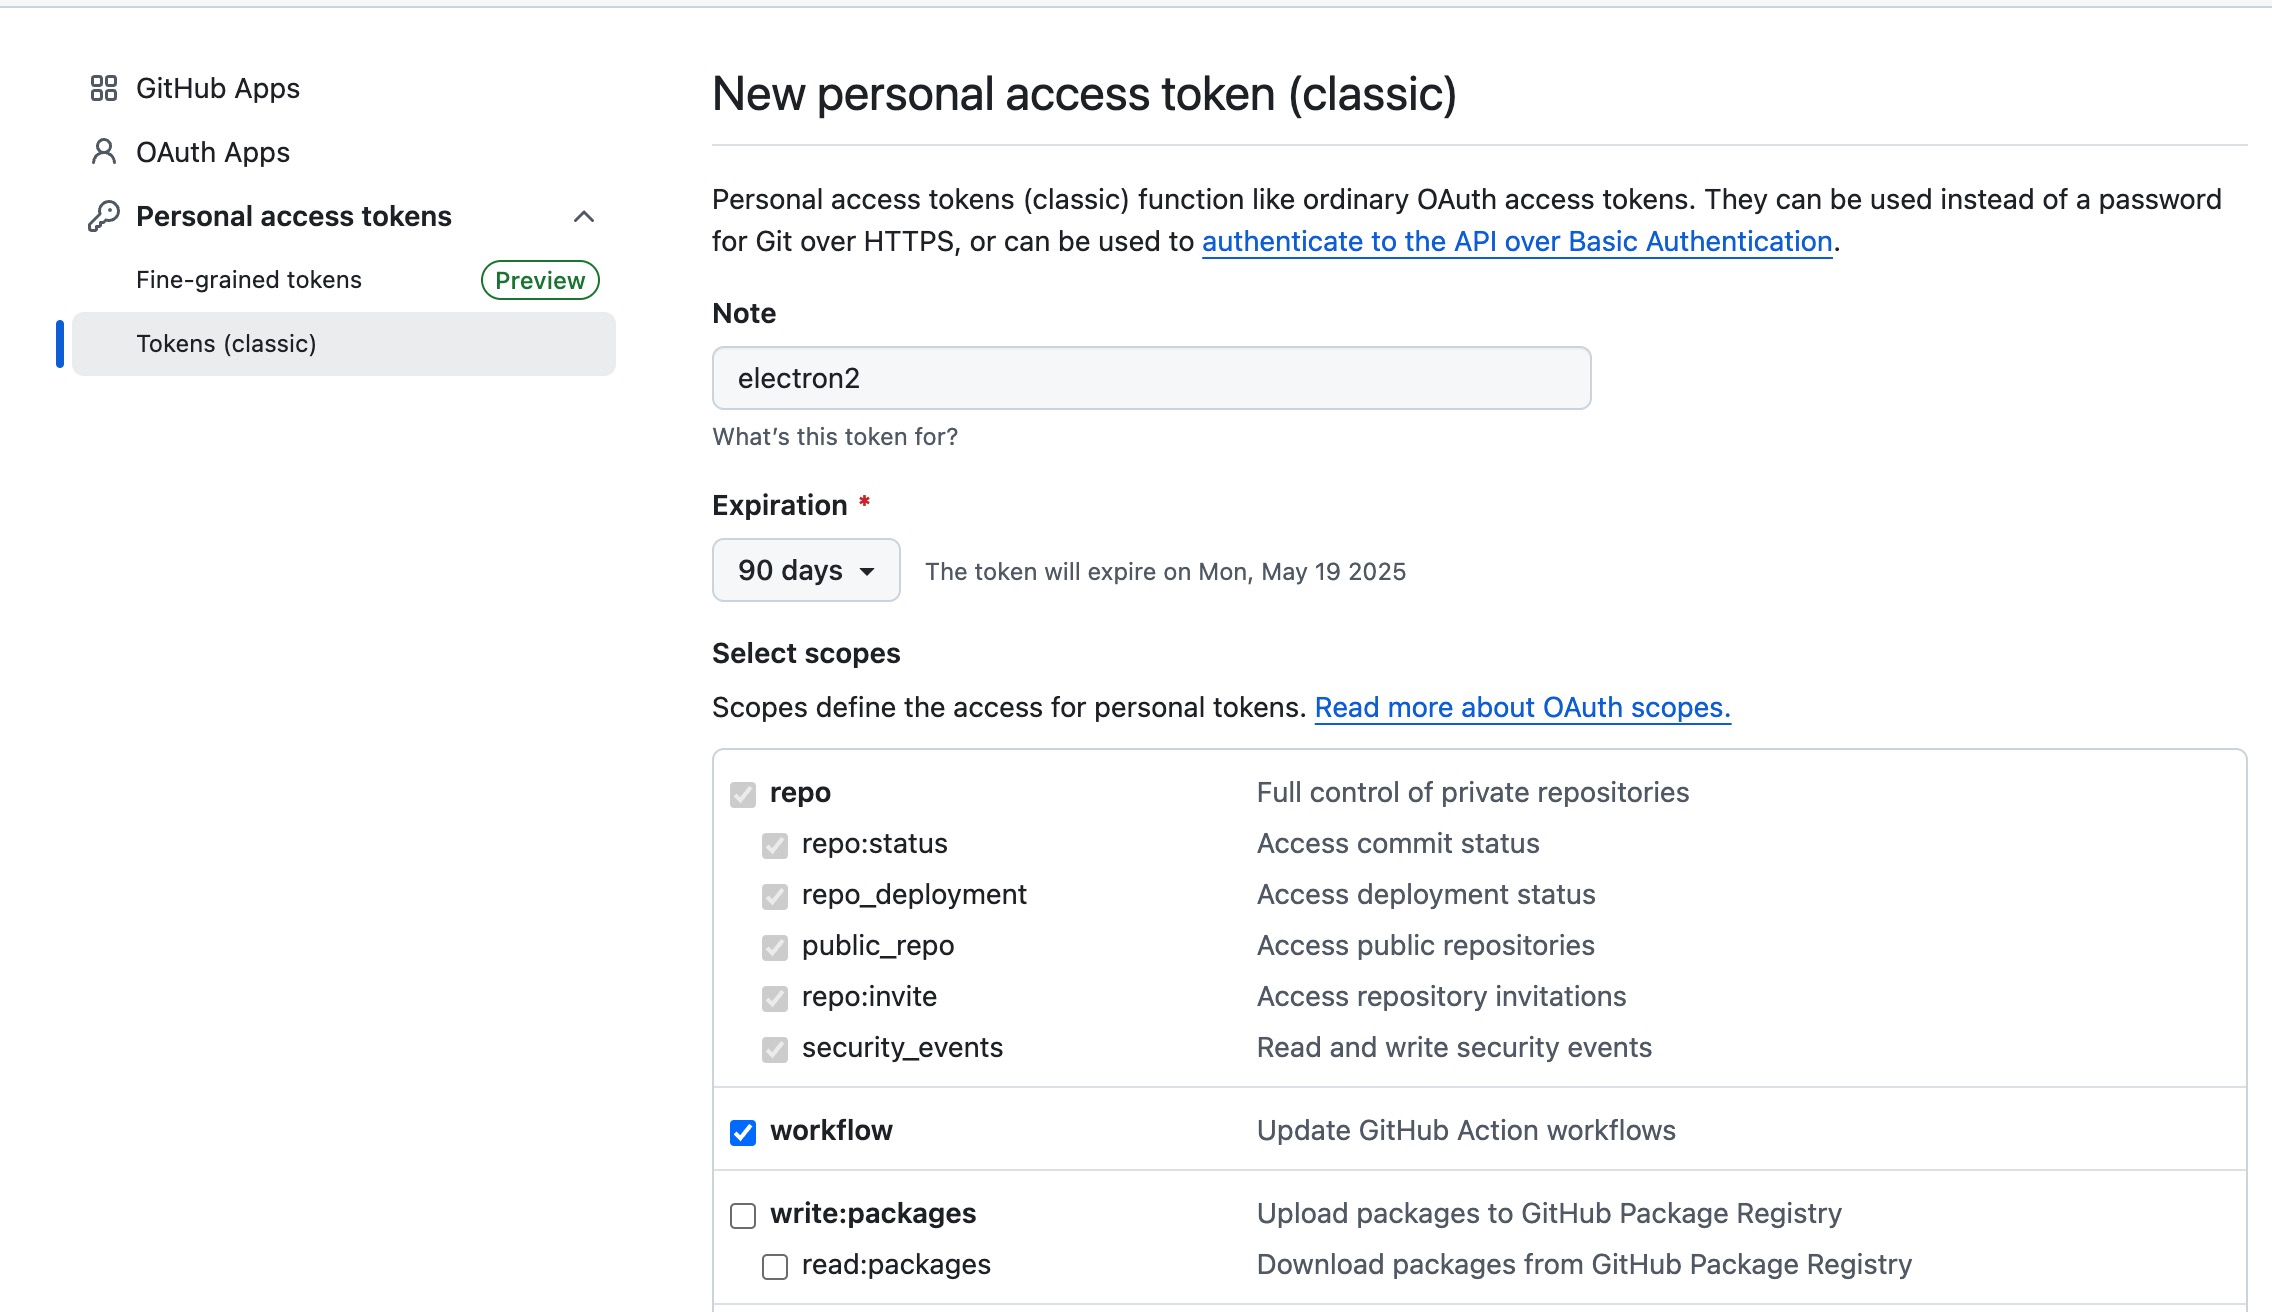 GitHub Apps
OAuth Apps
Personal access tokens
Fine-grained tokens Preview
Tokens (classic)
New personal access token (classic)
Personal access tokens (classic) function like ordinary OAuth access tokens. They can be used instead of a password
for Git over HTTPS, or can be used to authenticate to the API over Basic Authentication.
Note
electron2
What's this token for?
Expiration *
90 days The token will expire on Mon, May 19 2025
Select scopes
Scopes define the access for personal tokens. Read more about OAuth scopes.
repo Full control of private repositories
repo:status Access commit status
repo_deployment Access deployment status
public_repo Access public repositories
repo:invite Access repository invitations
security_events Read and write security events
workflow Update GitHub Action workflows
write:packages Upload packages to GitHub Package Registry
read:packages Download packages from GitHub Package Registry